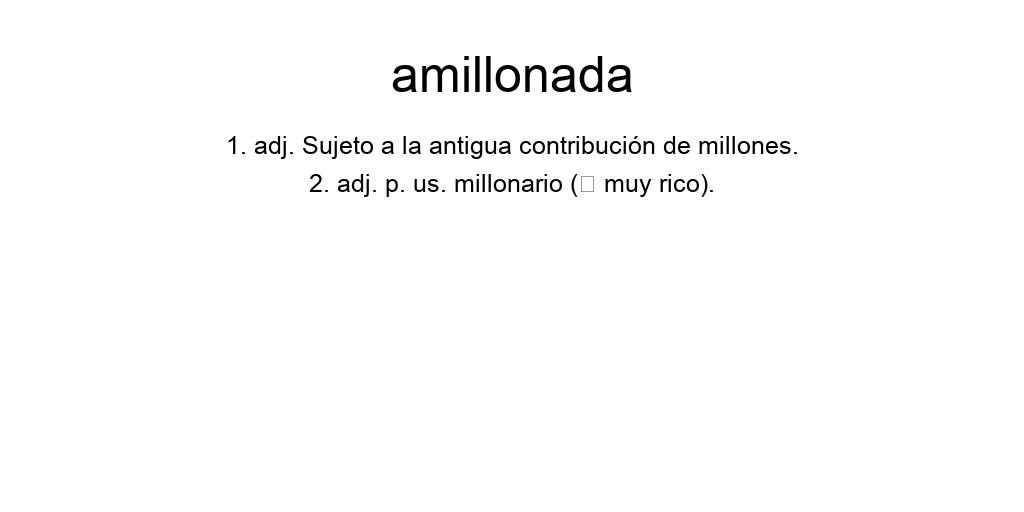 amillonada
1. adj. Sujeto a la antigua contribución de millones.
2. adj. p. us. millonario (□ muy rico).